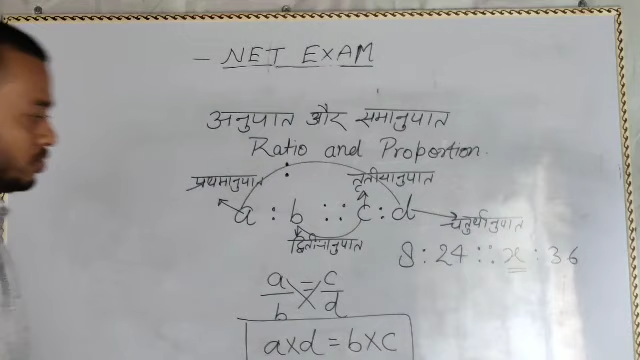 - NET EXAM
अनुपात और समानुपात
Ratio and Proportion.
:
प्रथमानुपात तृतीयानुपात
a : b :: c : d
द्वितीयानुपात चतुर्थानुपात
8 : 24 :: x : 36
a/b = c/d
a×d = b×c